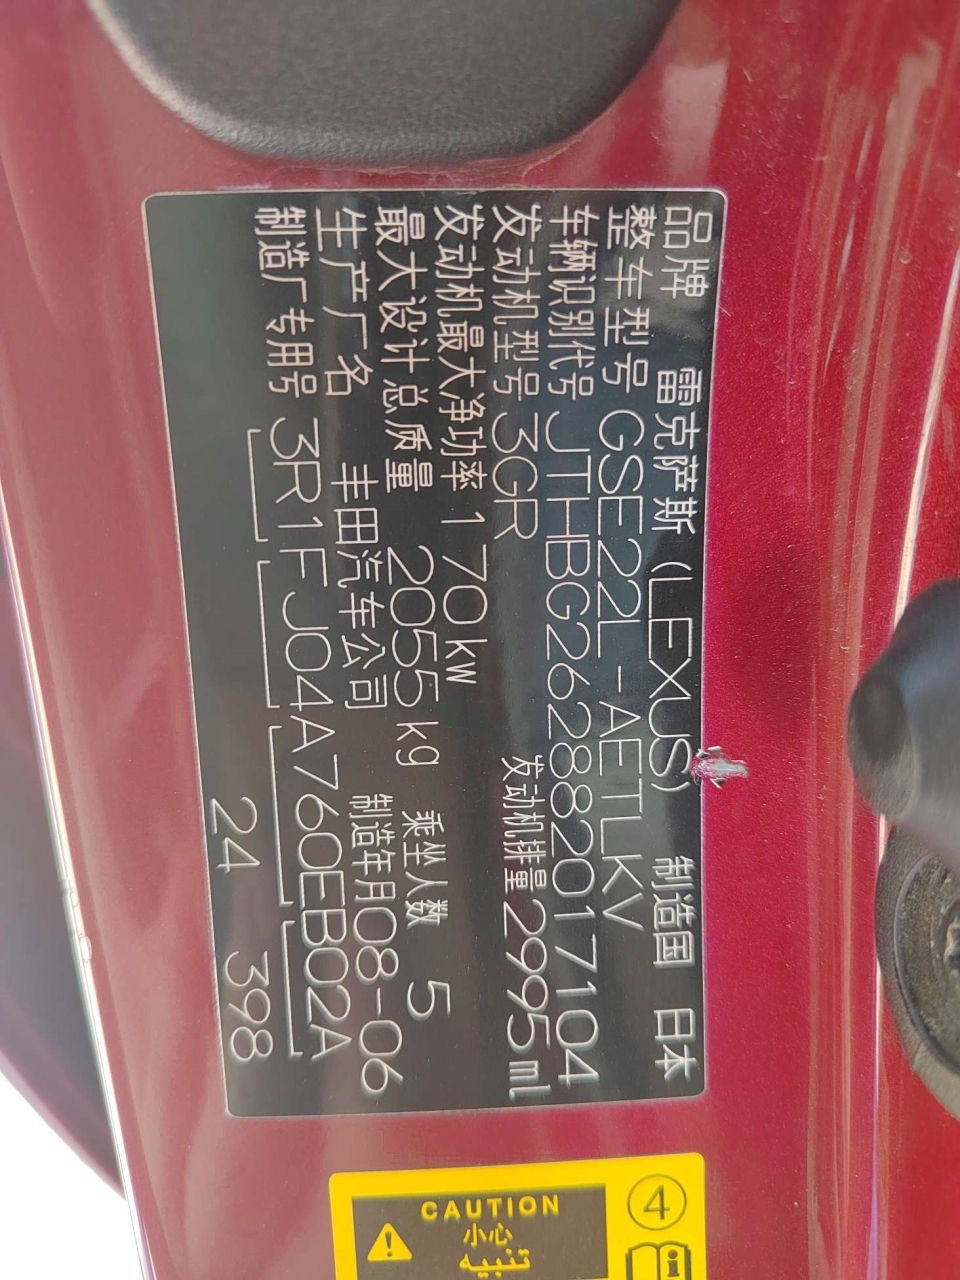 品牌 雷克萨斯 (LEXUS) 制造国 日本
整车型号 GSE22L-AETLKV
车辆识别代号 JTHBG262882017104
发动机型号 3GR 发动机排量 2995ml
发动机最大净功率 170kW
最大设计总质量 2055kg 乘坐人数 5
生产厂名 丰田汽车公司 制造年月 08-06
制造厂专用号 3R1FJ04A760EB02A
24 398
4
i
CAUTION
小心
تنبيه